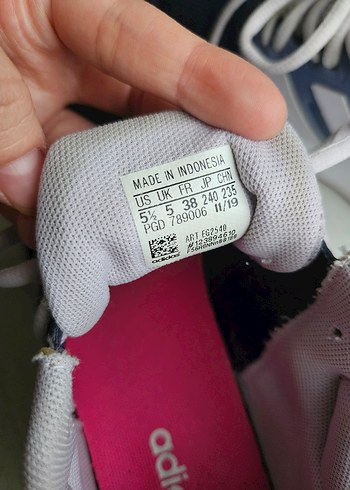 MADE IN INDONESIA
US UK FR JP CHN
5½ 5 38 240 235
PGD 789006 11/19
ART EG2540
adidas
adi